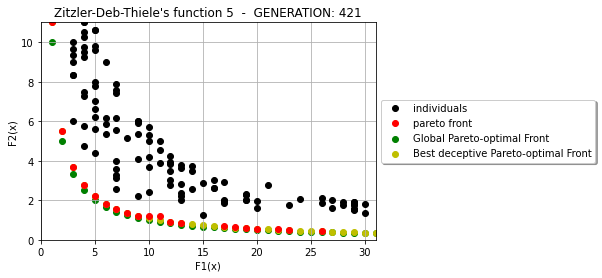 Zitzler-Deb-Thiele's function 5 - GENERATION: 421
10
8
6
4
2
0
F2(x)
0 5 10 15 20 25 30
F1(x)
individuals
pareto front
Global Pareto-optimal Front
Best deceptive Pareto-optimal Front